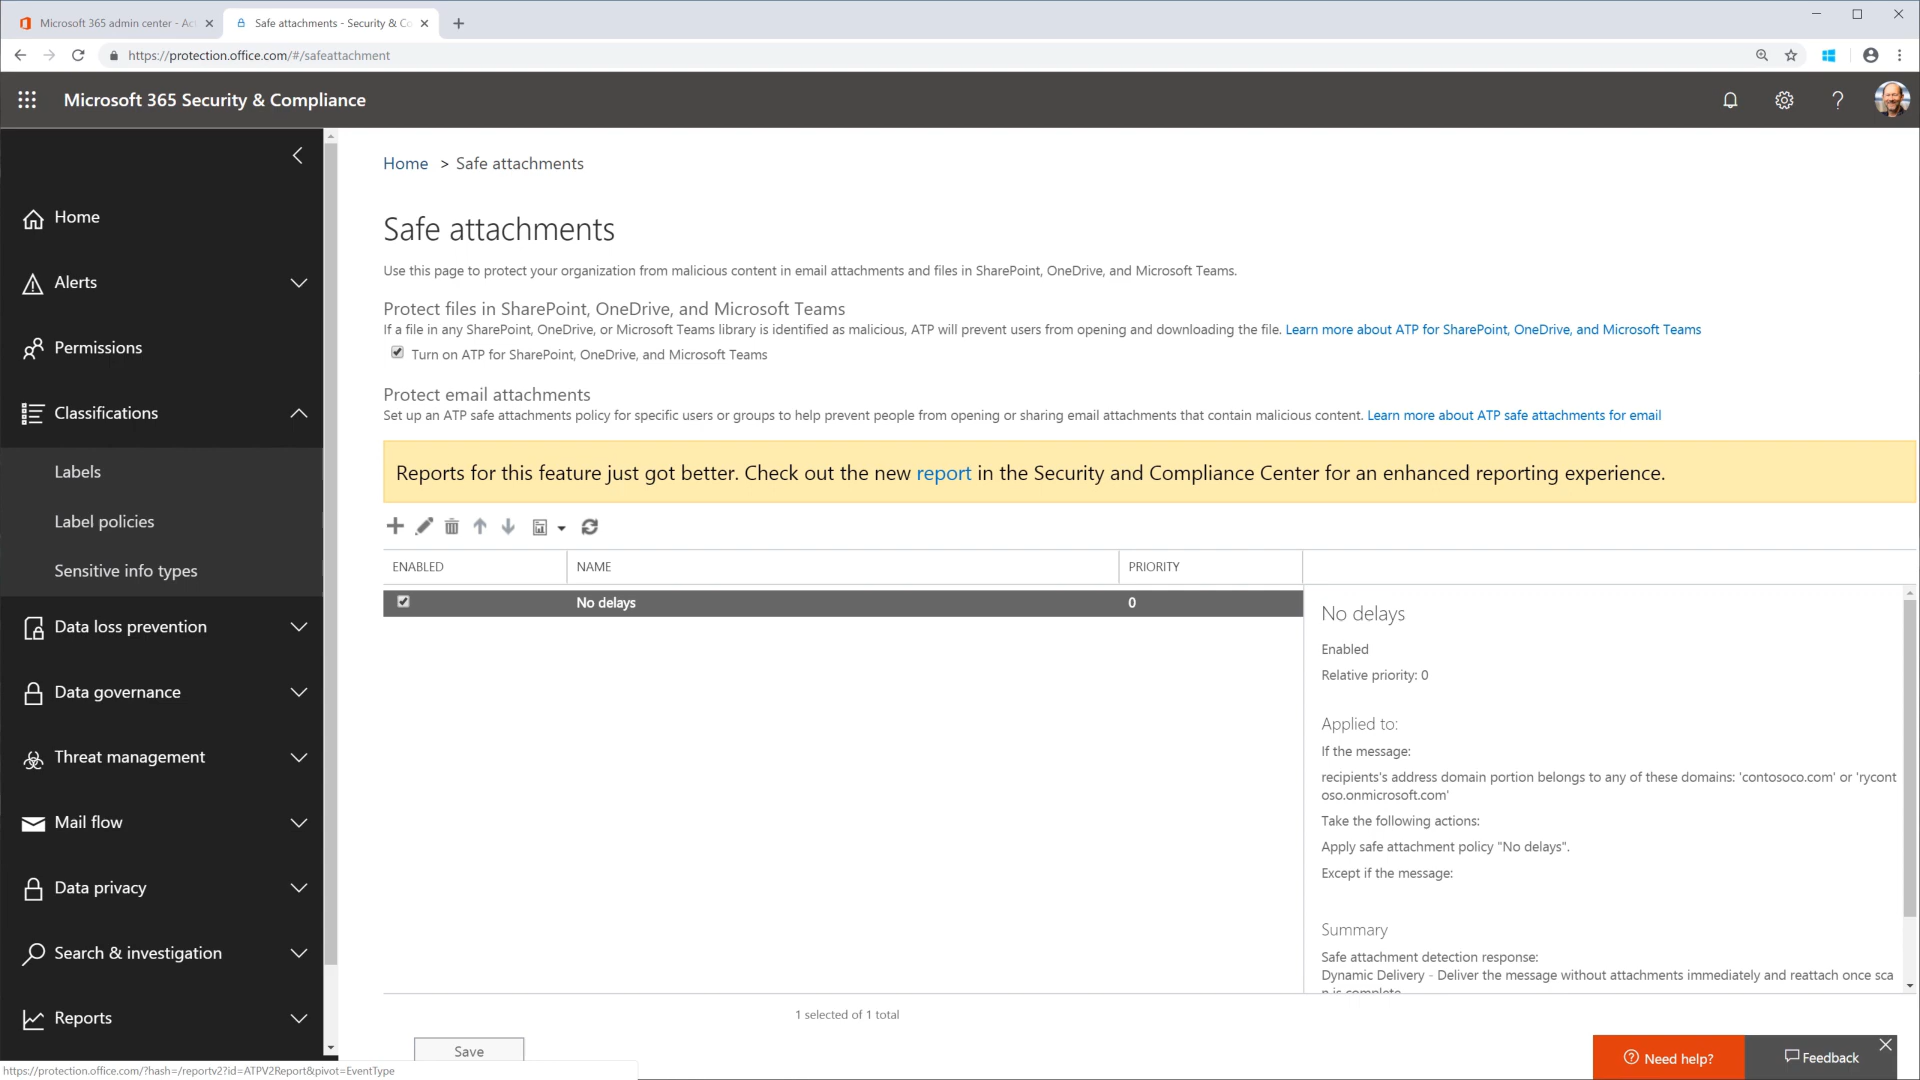 Microsoft 365 admin center - Ac
Safe attachments - Security & Co
https://protection.office.com/#/safeattachment
Microsoft 365 Security & Compliance
Home
Alerts
Permissions
Classifications
Labels
Label policies
Sensitive info types
Data loss prevention
Data governance
Threat management
Mail flow
Data privacy
Search & investigation
Reports
Home > Safe attachments
Safe attachments
Use this page to protect your organization from malicious content in email attachments and files in SharePoint, OneDrive, and Microsoft Teams.
Protect files in SharePoint, OneDrive, and Microsoft Teams
If a file in any SharePoint, OneDrive, or Microsoft Teams library is identified as malicious, ATP will prevent users from opening and downloading the file. Learn more about ATP for SharePoint, OneDrive, and Microsoft Teams
Turn on ATP for SharePoint, OneDrive, and Microsoft Teams
Protect email attachments
Set up an ATP safe attachments policy for specific users or groups to help prevent people from opening or sharing email attachments that contain malicious content. Learn more about ATP safe attachments for email
Reports for this feature just got better. Check out the new report in the Security and Compliance Center for an enhanced reporting experience.
ENABLED NAME PRIORITY
No delays 0
No delays
Enabled
Relative priority: 0
Applied to:
If the message:
recipients's address domain portion belongs to any of these domains: 'contosoco.com' or 'rycont
oso.onmicrosoft.com'
Take the following actions:
Apply safe attachment policy "No delays".
Except if the message:
Summary
Safe attachment detection response:
Dynamic Delivery - Deliver the message without attachments immediately and reattach once sca
n is complete
1 selected of 1 total
Save
Need help?
Feedback
https://protection.office.com/?hash=/reportv2?id=ATPV2Report&pivot=EventType